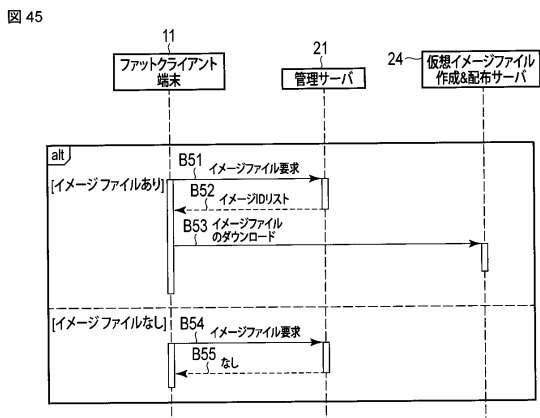 図 45
11
ファットクライアント
端末
21
管理サーバ
24
仮想イメージファイル
作成&配布サーバ
alt
[イメージ ファイルあり]
B51
イメージファイル要求
B52
イメージIDリスト
B53 イメージファイル
のダウンロード
[イメージ ファイルなし]
B54
イメージファイル要求
B55
なし